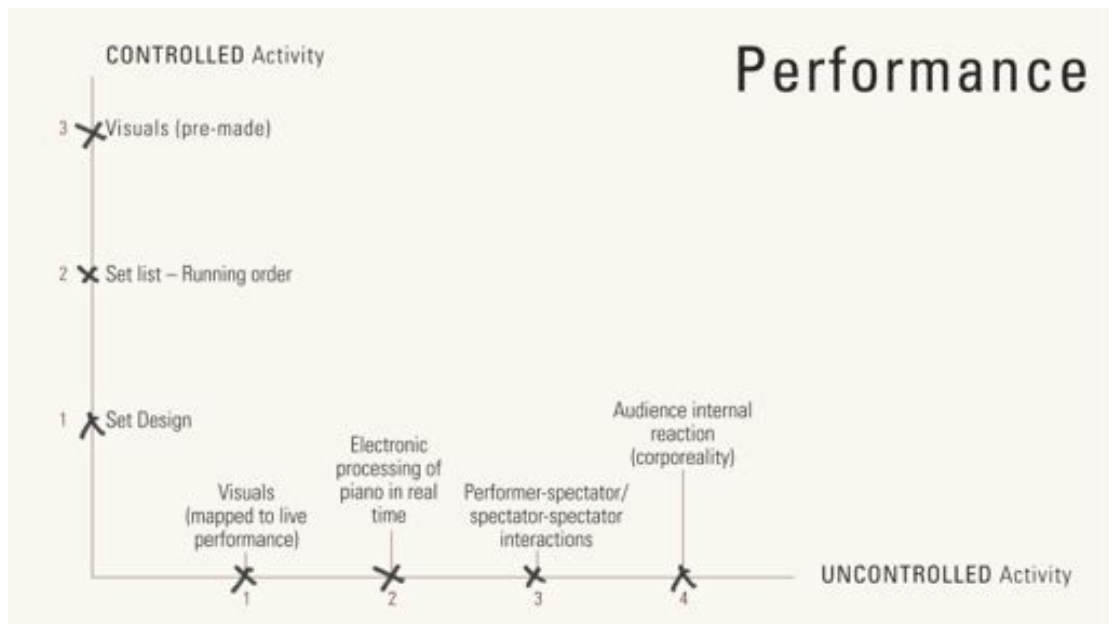 CONTROLLED Activity
Performance
3 Visuals (pre-made)
2 Set list – Running order
1 Set Design
Visuals
(mapped to live
performance)
1
Electronic
processing of
piano in real
time
2
Performer-spectator/
spectator-spectator
interactions
3
Audience internal
reaction
(corporeality)
4
UNCONTROLLED Activity